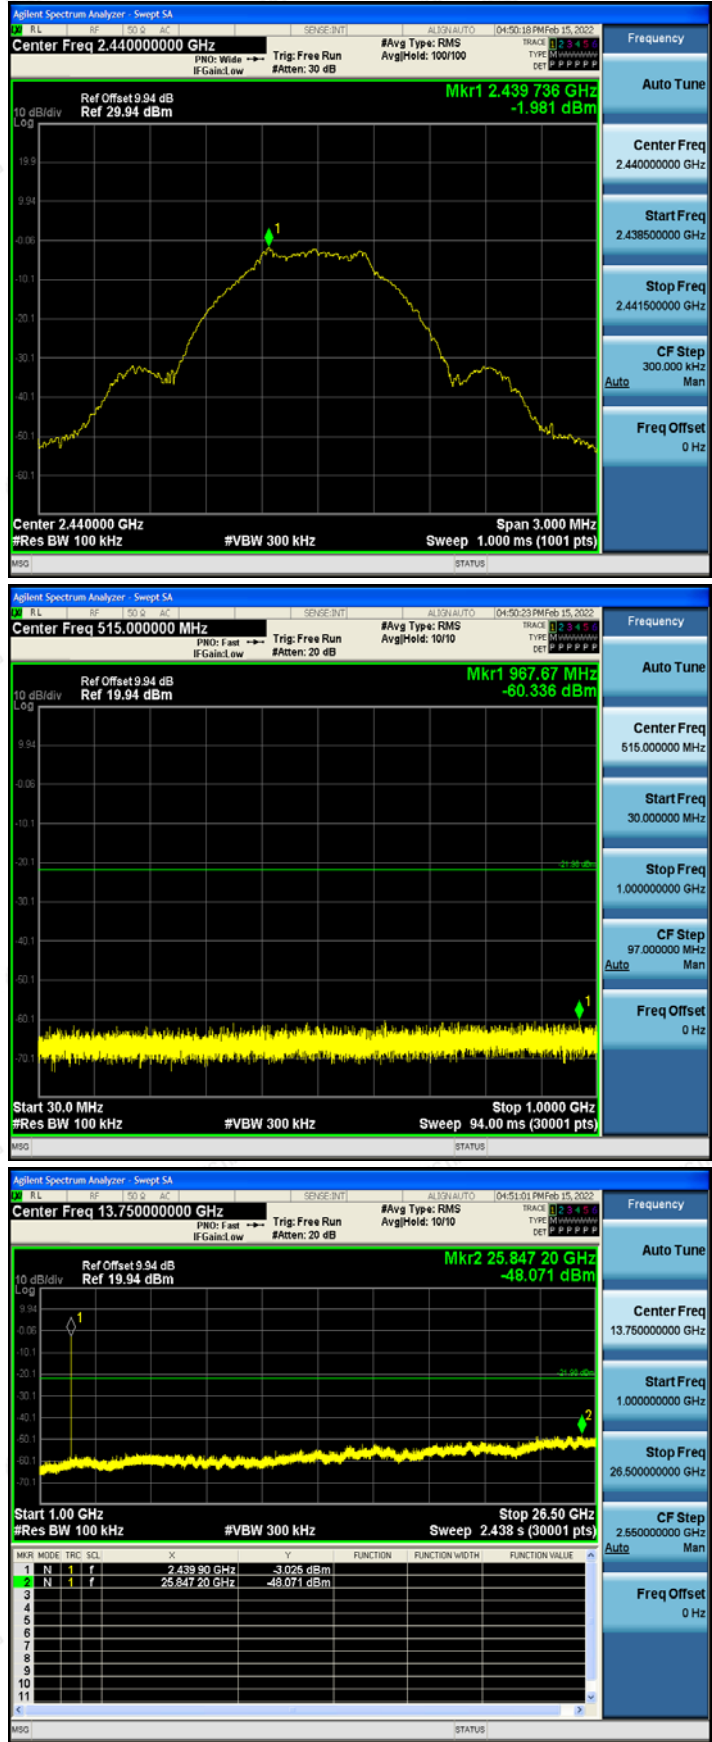 Agilent Spectrum Analyzer - Swept SA
RL RF 50 Ω AC SENSE:INT ALIGNAUTO 04:50:18 PM Feb 15, 2022
Center Freq 2.440000000 GHz
PNO: Wide
IFGain:Low
Trig: Free Run
#Atten: 30 dB
#Avg Type: RMS
Avg|Hold: 100/100
TRACE 1 2 3 4 5 6
TYPE M W W W W W
DET P P P P P P
Frequency
Auto Tune
Ref Offset 9.94 dB
10 dB/div Ref 29.94 dBm
Log
Mkr1 2.439 736 GHz
-1.981 dBm
19.9
9.94
-0.06
-10.1
-20.1
-30.1
-40.1
-50.1
-60.1
1
Center Freq
2.440000000 GHz
Start Freq
2.438500000 GHz
Stop Freq
2.441500000 GHz
CF Step
300.000 kHz
Auto Man
Freq Offset
0 Hz
Center 2.440000 GHz Span 3.000 MHz
#Res BW 100 kHz #VBW 300 kHz Sweep 1.000 ms (1001 pts)
MSG STATUS
Agilent Spectrum Analyzer - Swept SA
RL RF 50 Ω AC SENSE:INT ALIGNAUTO 04:50:23 PM Feb 15, 2022
Center Freq 515.000000 MHz
PNO: Fast
IFGain:Low
Trig: Free Run
#Atten: 20 dB
#Avg Type: RMS
Avg|Hold: 10/10
TRACE 1 2 3 4 5 6
TYPE M W W W W W
DET P P P P P P
Frequency
Auto Tune
Ref Offset 9.94 dB
10 dB/div Ref 19.94 dBm
Log
Mkr1 967.67 MHz
-60.336 dBm
9.94
-0.06
-10.1
-20.1
-30.1
-40.1
-50.1
-60.1
-70.1
-21.98 dBm
1
Center Freq
515.000000 MHz
Start Freq
30.000000 MHz
Stop Freq
1.000000000 GHz
CF Step
97.000000 MHz
Auto Man
Freq Offset
0 Hz
Start 30.0 MHz Stop 1.0000 GHz
#Res BW 100 kHz #VBW 300 kHz Sweep 94.00 ms (30001 pts)
MSG STATUS
Agilent Spectrum Analyzer - Swept SA
RL RF 50 Ω AC SENSE:INT ALIGNAUTO 04:51:01 PM Feb 15, 2022
Center Freq 13.750000000 GHz
PNO: Fast
IFGain:Low
Trig: Free Run
#Atten: 20 dB
#Avg Type: RMS
Avg|Hold: 10/10
TRACE 1 2 3 4 5 6
TYPE M W W W W W
DET P P P P P P
Frequency
Auto Tune
Ref Offset 9.94 dB
10 dB/div Ref 19.94 dBm
Log
Mkr2 25.847 20 GHz
-48.071 dBm
9.94
-0.06
-10.1
-20.1
-30.1
-40.1
-50.1
-60.1
-70.1
-21.98 dBm
1
2
Center Freq
13.750000000 GHz
Start Freq
1.000000000 GHz
Stop Freq
26.500000000 GHz
CF Step
2.550000000 GHz
Auto Man
Freq Offset
0 Hz
Start 1.00 GHz Stop 26.50 GHz
#Res BW 100 kHz #VBW 300 kHz Sweep 2.438 s (30001 pts)
MKR MODE TRC SCL X Y FUNCTION FUNCTION WIDTH FUNCTION VALUE
1 N 1 f 2.439 90 GHz -3.025 dBm
2 N 1 f 25.847 20 GHz -48.071 dBm
3
4
5
6
7
8
9
10
11
MSG STATUS